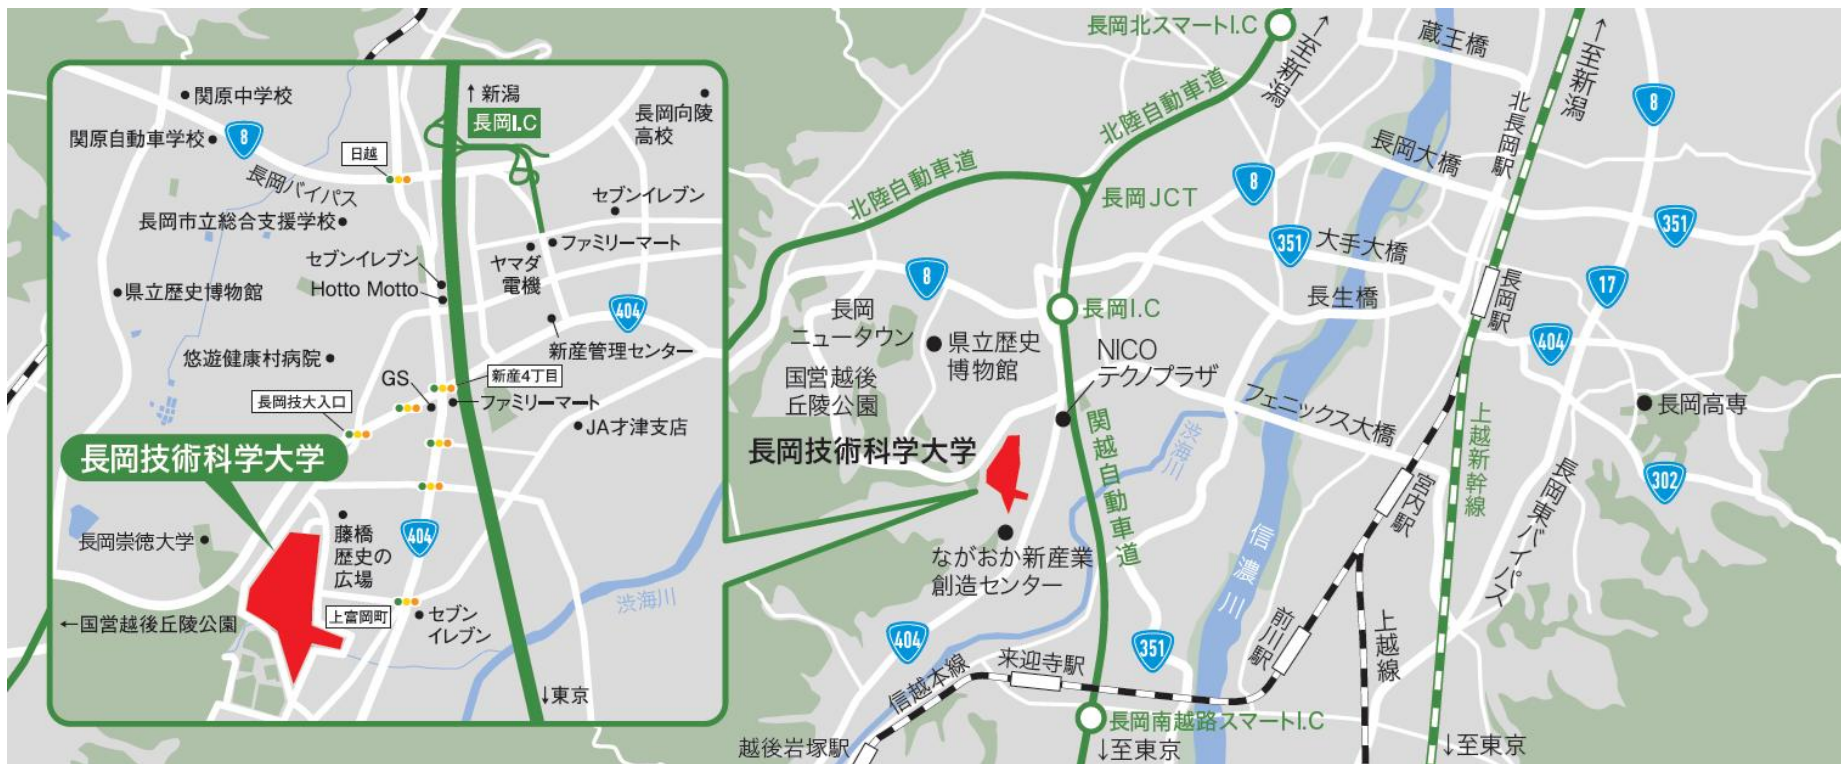 関原中学校
関原自動車学校
8
日越
長岡バイパス
↑新潟
長岡I.C
長岡向陵
高校
長岡市立総合支援学校
セブンイレブン
セブンイレブン
Hotto Motto
ファミリーマート
ヤマダ
電機
県立歴史博物館
404
新産管理センター
悠遊健康村病院
GS
新産4丁目
長岡技大入口
ファミリーマート
JA才津支店
長岡技術科学大学
長岡崇徳大学
藤橋
歴史の
広場
404
渋海川
←国営越後丘陵公園
上富岡町
セブン
イレブン
↓東京
長岡北スマートI.C
↑至新潟
蔵王橋
↑至新潟
8
北陸自動車道
北陸自動車道
北長岡駅
長岡大橋
8
長岡JCT
351
大手大橋
351
8
長岡I.C
長生橋
長岡駅
17
404
長岡
ニュータウン
県立歴史
博物館
NICO
テクノプラザ
国営越後
丘陵公園
フェニックス大橋
長岡高専
関越自動車道
渋海川
上越新幹線
長岡技術科学大学
宮内駅
302
長岡東バイパス
ながおか新産業
創造センター
信濃川
404
351
前川駅
上越線
信越本線
来迎寺駅
越後岩塚駅
長岡南越路スマートI.C
↓至東京
↓至東京